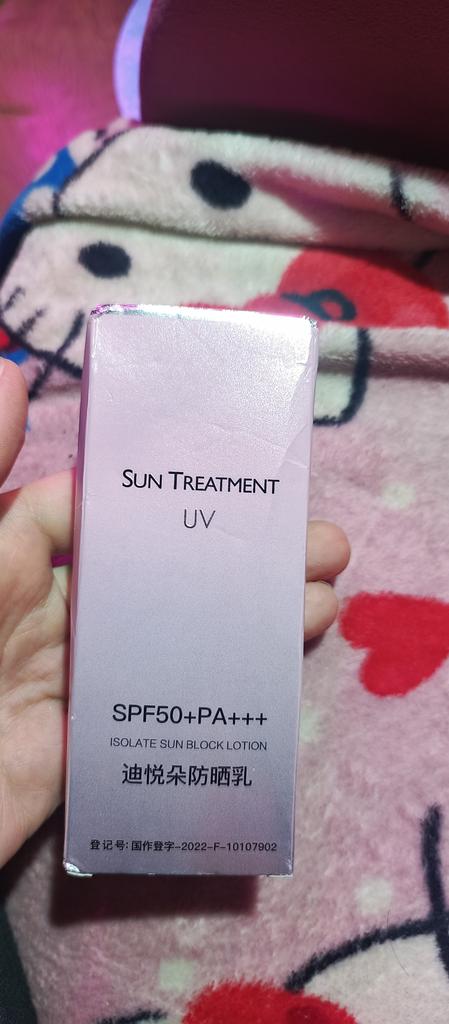 SUN TREATMENT
UV
SPF50+PA+++
ISOLATE SUN BLOCK LOTION
迪悦朵防晒乳
登记号:国作登字-2022-F-10107902